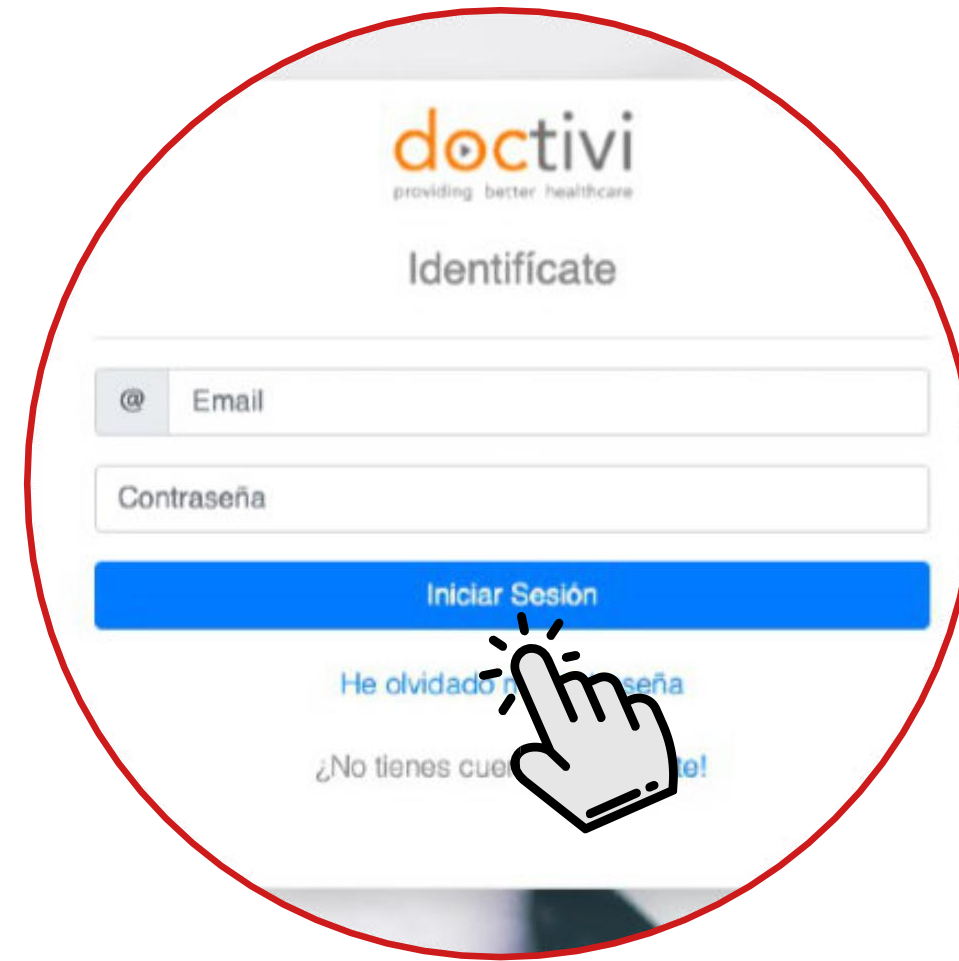 doctivi
providing better healthcare
Identifícate
@ Email
Contraseña
Iniciar Sesión
He olvidado seña
¿No tienes te!